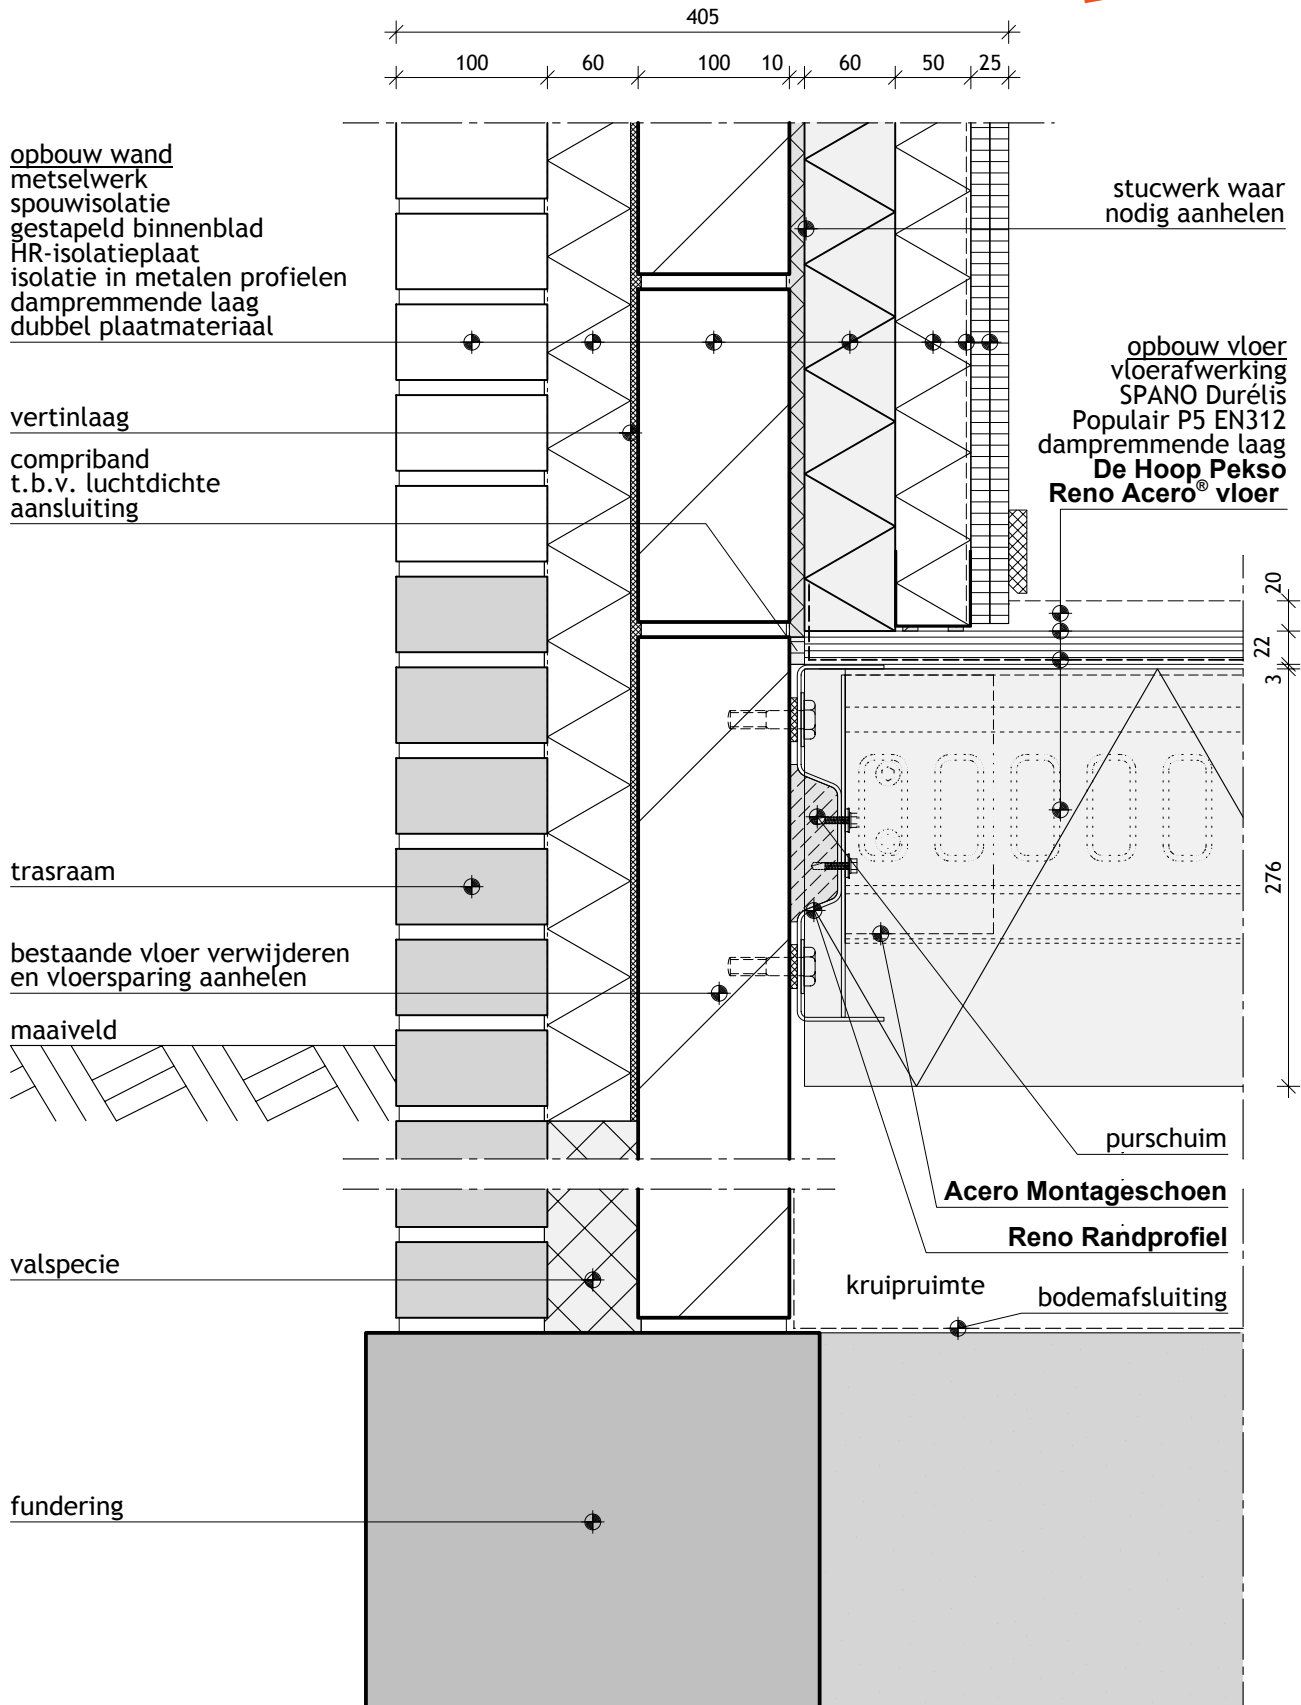 405
100 60 100 10 60 50 25
opbouw wand
metselwerk
spouwisolatie
gestapeld binnenblad
HR-isolatieplaat
isolatie in metalen profielen
dampremmende laag
dubbel plaatmateriaal
stucwerk waar
nodig aanhelen
opbouw vloer
vloerafwerking
SPANO Durélis
Populair P5 EN312
dampremmende laag
De Hoop Pekso
Reno Acero® vloer
vertinlaag
compriband
t.b.v. luchtdichte
aansluiting
20
22
3
276
trasraam
bestaande vloer verwijderen
en vloersparing aanhelen
maaiveld
purschuim
Acero Montageschoen
Reno Randprofiel
valspecie
kruipruimte
bodemafsluiting
fundering